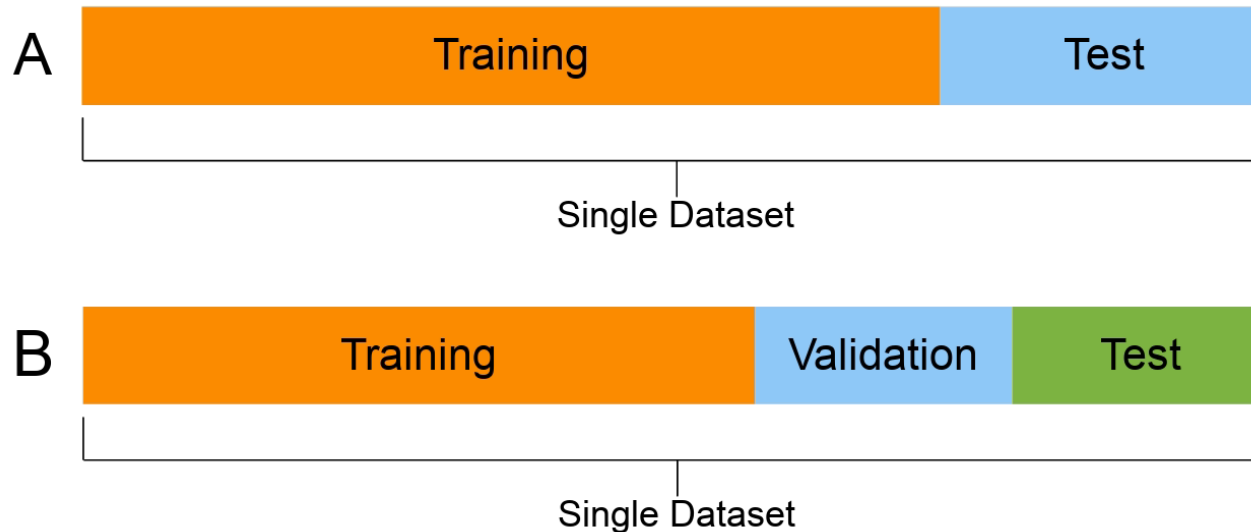 A
Training
Test
Single Dataset
B
Training
Validation
Test
Single Dataset